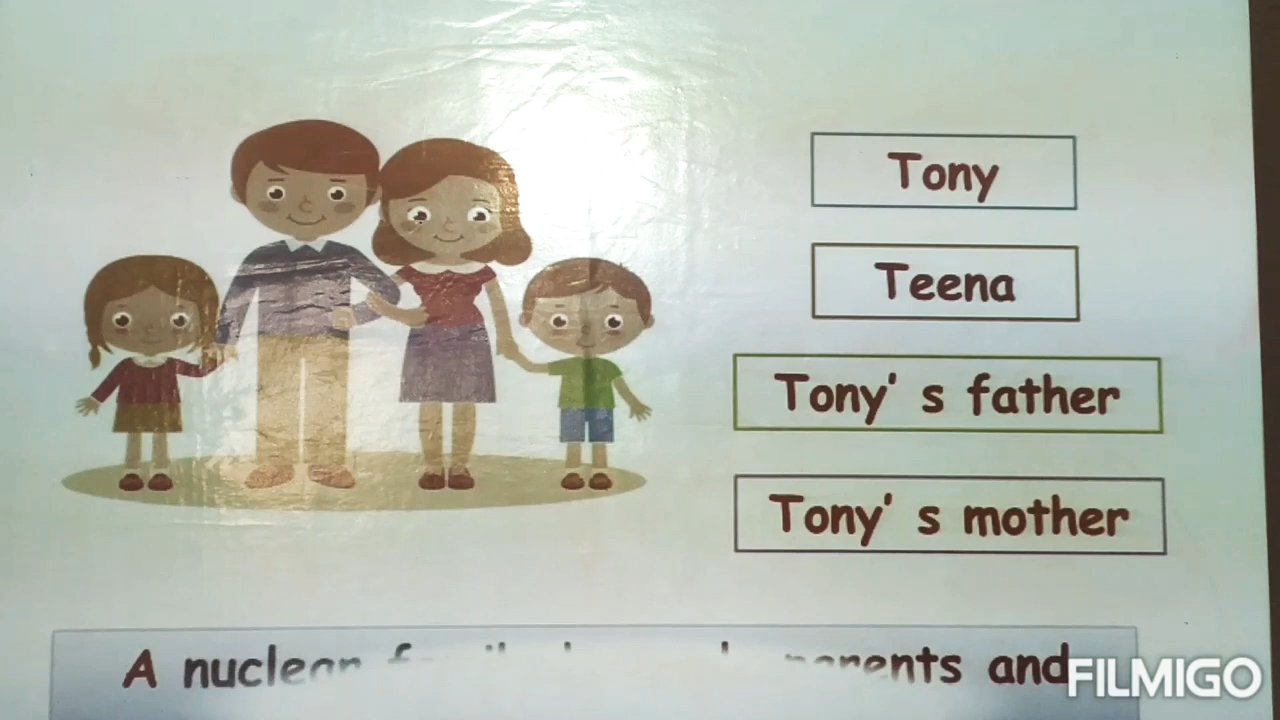 Tony
Teena
Tony' s father
Tony' s mother
A nuclear parents and
FILMIGO